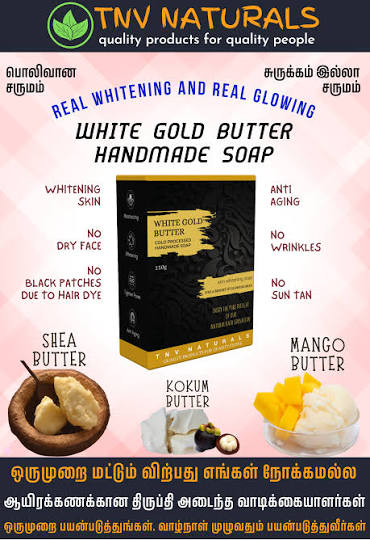 TNV NATURALS
quality products for quality people
பொலிவான
சருமம்
சுருக்கம் இல்லா
சருமம்
REAL WHITENING AND REAL GLOWING
WHITE GOLD BUTTER
HANDMADE SOAP
WHITENING
SKIN
ANTI
AGING
NO
DRY FACE
NO
WRINKLES
NO
BLACK PATCHES
DUE TO HAIR DYE
NO
SUN TAN
WHITE GOLD
BUTTER
COLD PROCESSED
HANDMADE SOAP
120g
TNV NATURALS
SHEA
BUTTER
KOKUM
BUTTER
MANGO
BUTTER
ஒருமுறை மட்டும் விற்பது எங்கள் நோக்கமல்ல
ஆயிரக்கணக்கான திருப்தி அடைந்த வாடிக்கையாளர்கள்
ஒருமுறை பயன்படுத்துங்கள். வாழ்நாள் முழுவதும் பயன்படுத்துவீர்கள்